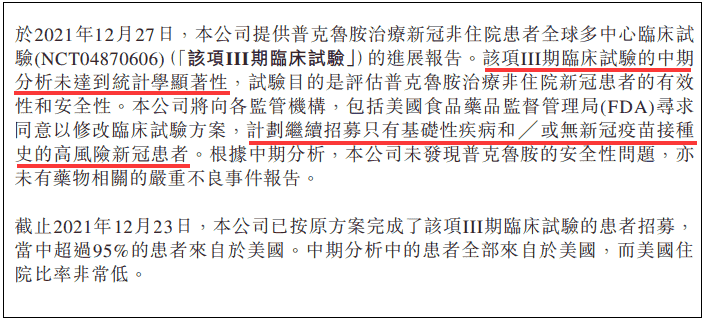 於2021年12月27日，本公司提供普克魯胺治療新冠非住院患者全球多中心臨床試
驗(NCT04870606)（「該項III期臨床試驗」）的進展報告。該項III期臨床試驗的中期
分析未達到統計學顯著性，試驗目的是評估普克魯胺治療非住院新冠患者的有效
性和安全性。本公司將向各監管機構，包括美國食品藥品監督管理局(FDA)尋求
同意以修改臨床試驗方案，計劃繼續招募只有基礎性疾病和／或無新冠疫苗接種
史的高風險新冠患者。根據中期分析，本公司未發現普克魯胺的安全性問題，亦
未有藥物相關的嚴重不良事件報告。
截止2021年12月23日，本公司已按原方案完成了該項III期臨床試驗的患者招募，
當中超過95%的患者來自於美國。中期分析中的患者全部來自於美國，而美國住
院比率非常低。